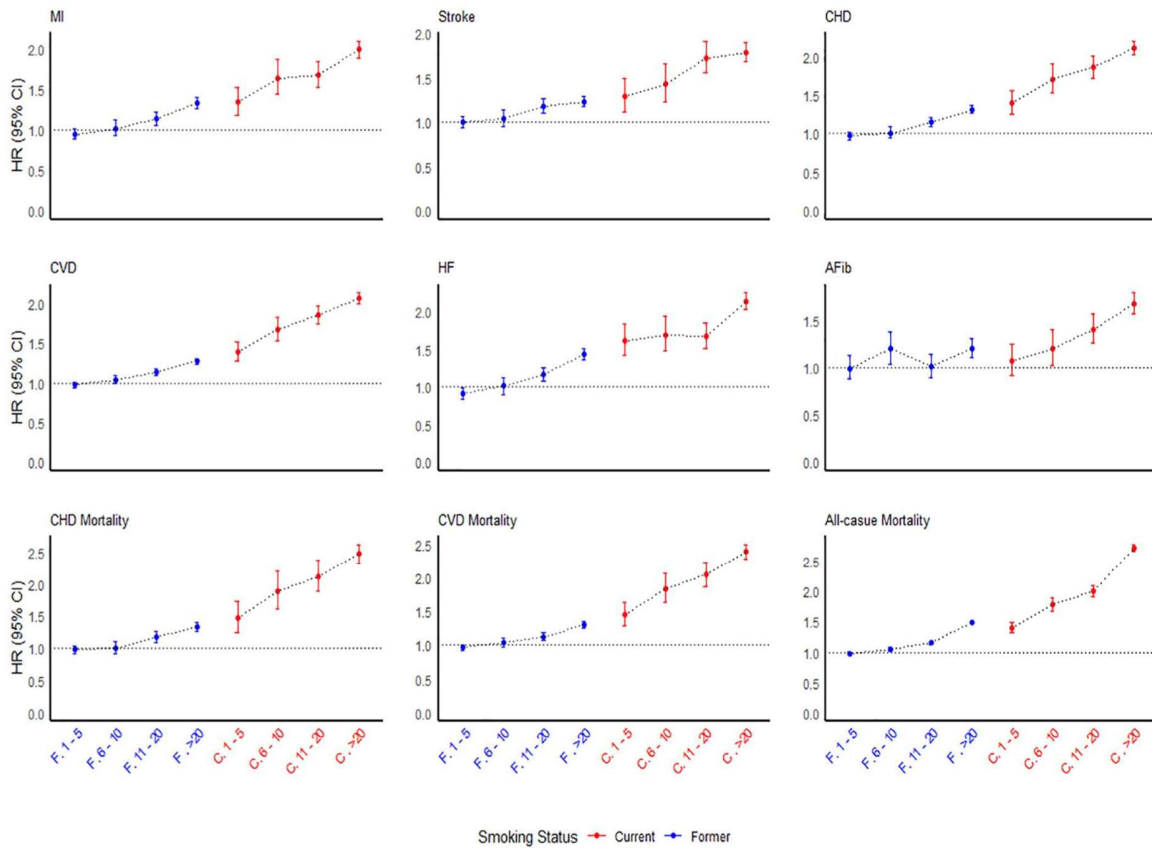 MI
Stroke
CHD
HR (95% CI)
2.0
1.5
1.0
0.5
0.0
2.0
1.5
1.0
0.5
0.0
2.0
1.5
1.0
0.5
0.0
CVD
HF
AFib
HR (95% CI)
2.0
1.5
1.0
0.5
0.0
2.0
1.5
1.0
0.5
0.0
1.5
1.0
0.5
0.0
CHD Mortality
CVD Mortality
All-casue Mortality
HR (95% CI)
2.5
2.0
1.5
1.0
0.5
0.0
2.5
2.0
1.5
1.0
0.5
0.0
2.5
2.0
1.5
1.0
0.5
0.0
F. 1 - 5
F. 6 - 10
F. 11 - 20
F. >20
C. 1 - 5
C. 6 - 10
C. 11 - 20
C. >20
F. 1 - 5
F. 6 - 10
F. 11 - 20
F. >20
C. 1 - 5
C. 6 - 10
C. 11 - 20
C. >20
F. 1 - 5
F. 6 - 10
F. 11 - 20
F. >20
C. 1 - 5
C. 6 - 10
C. 11 - 20
C. >20
Smoking Status Current Former